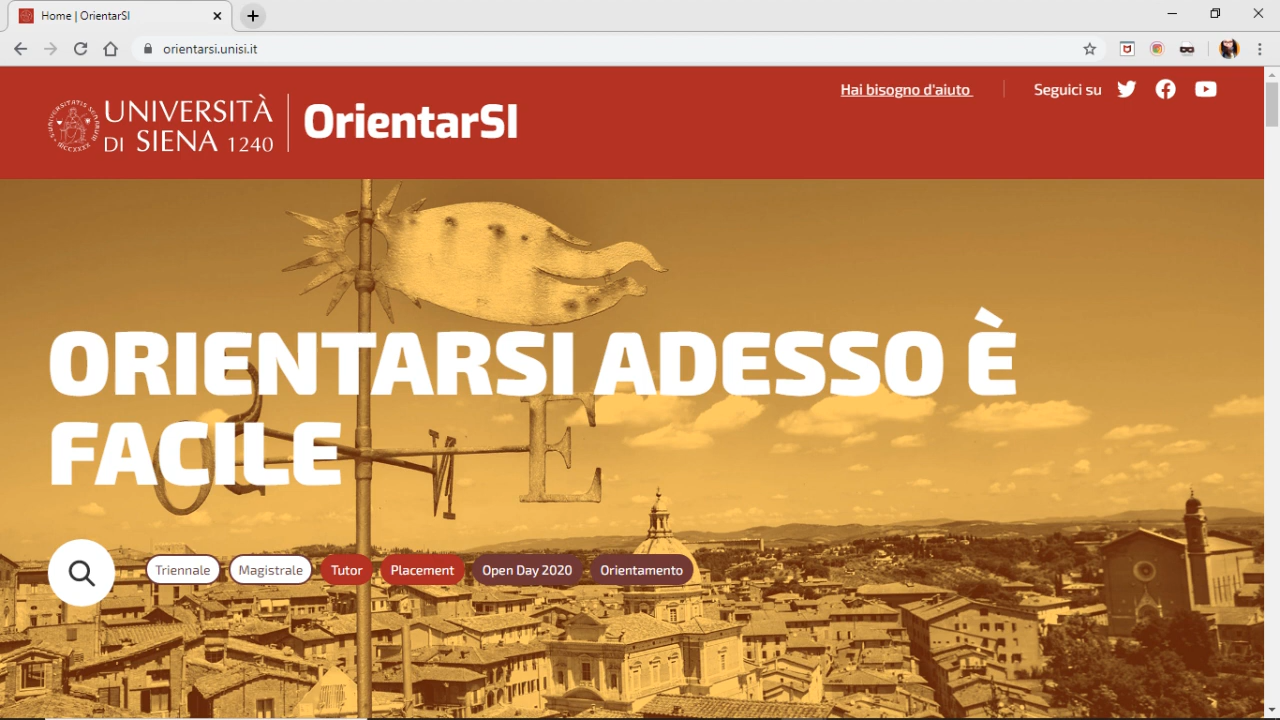 Home | OrientarSI
orientarsi.unisi.it
Hai bisogno d'aiuto
Seguici su
UNIVERSITÀ
DI SIENA 1240
OrientarSI
ORIENTARSI ADESSO È
FACILE
O
E
Triennale
Magistrale
Tutor
Placement
Open Day 2020
Orientamento